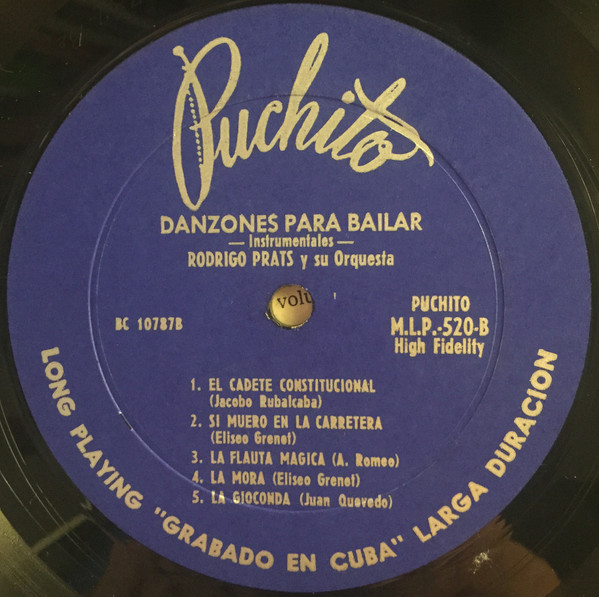 Puchito
DANZONES PARA BAILAR
— Instrumentales —
RODRIGO PRATS y su Orquesta
volu
BC 10787B
PUCHITO
M.L.P.-520-B
High Fidelity
1. EL CADETE CONSTITUCIONAL
(Jacobo Rubalcaba)
2. SI MUERO EN LA CARRETERA
(Eliseo Grenet)
3. LA FLAUTA MAGICA (A. Romeo)
4. LA MORA (Eliseo Grenet)
5. LA GIOCONDA (Juan Quevedo)
LONG PLAYING "GRABADO EN CUBA" LARGA DURACION